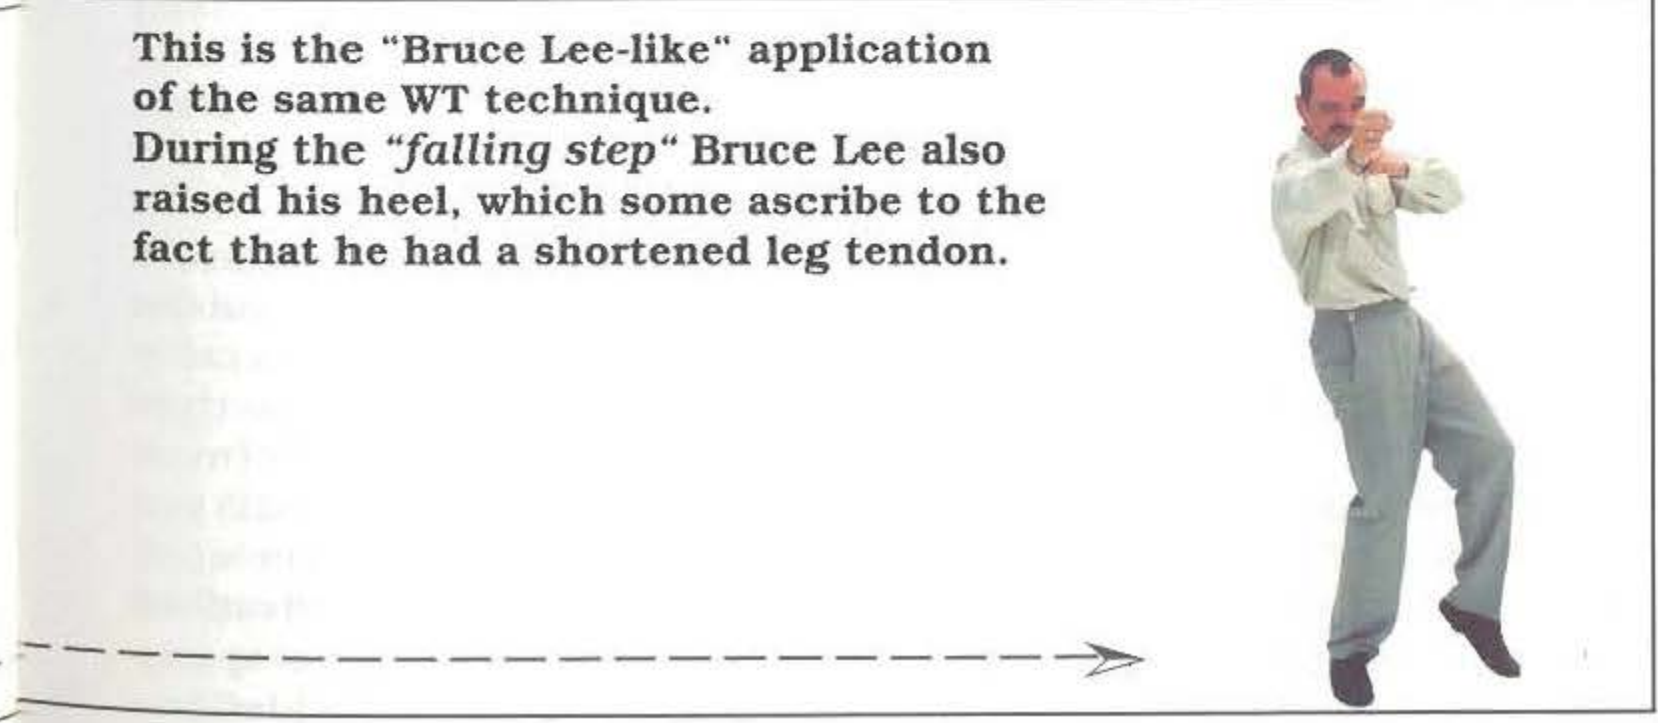 This is the “Bruce Lee-like“ application
of the same WT technique.
During the “falling step“ Bruce Lee also
raised his heel, which some ascribe to the
fact that he had a shortened leg tendon.